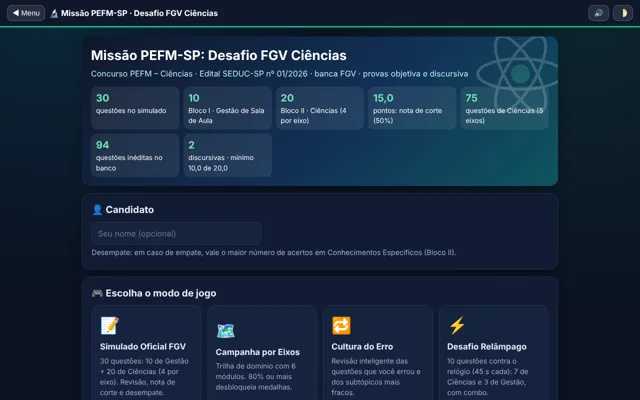 ◀ Menu
🔬 Missão PEFM-SP · Desafio FGV Ciências
Missão PEFM-SP: Desafio FGV Ciências
Concurso PEFM – Ciências · Edital SEDUC-SP nº 01/2026 · banca FGV · provas objetiva e discursiva
30
questões no simulado
10
Bloco I · Gestão de Sala
de Aula
20
Bloco II · Ciências (4
por eixo)
15,0
pontos: nota de corte
(50%)
75
questões de Ciências (5
eixos)
94
questões inéditas no
banco
2
discursivas · mínimo
10,0 de 20,0
👤 Candidato
Seu nome (opcional)
Desempate: em caso de empate, vale o maior número de acertos em Conhecimentos Específicos (Bloco II).
🎮 Escolha o modo de jogo
Simulado Oficial FGV
30 questões: 10 de Gestão
+ 20 de Ciências (4 por
eixo). Revisão, nota de
corte e desempate.
Campanha por Eixos
Trilha de domínio com 6
módulos. 80% ou mais
desbloqueia medalhas.
Cultura do Erro
Revisão inteligente das
questões que você errou e
dos subtópicos mais
fracos.
Desafio Relâmpago
10 questões contra o
relógio (45 s cada): 7 de
Ciências e 3 de Gestão,
com combo.